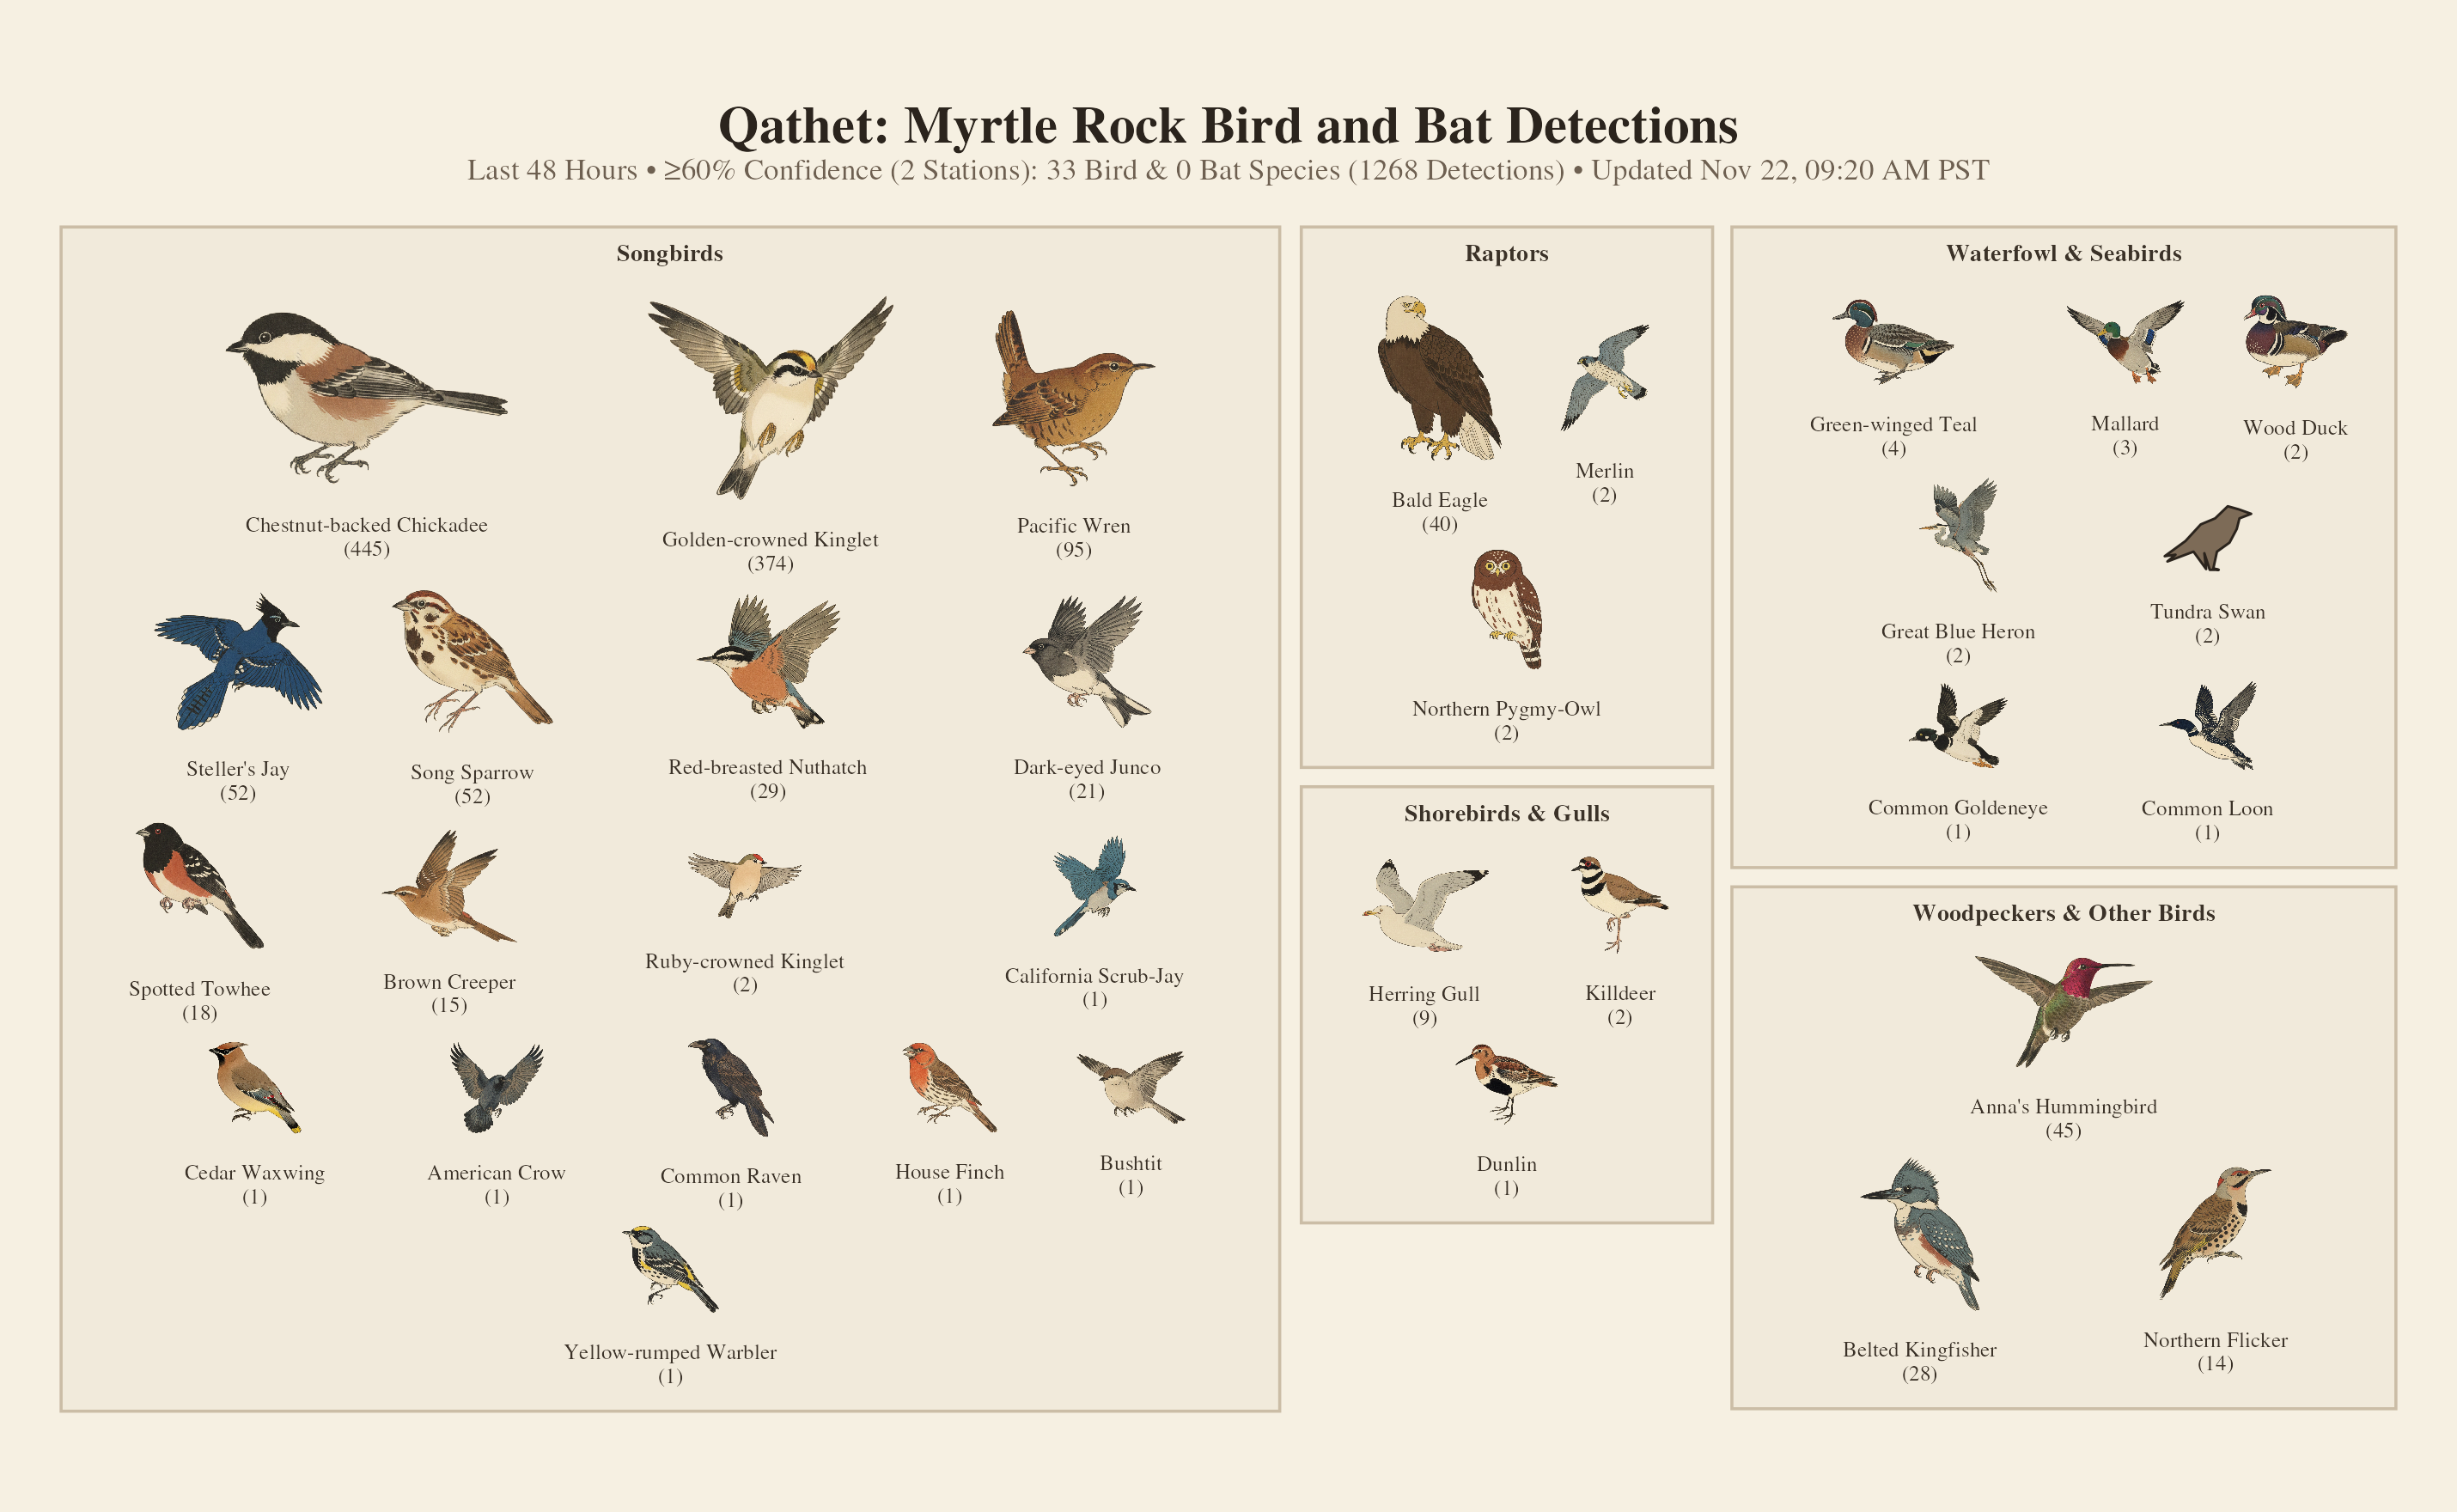 Qathet: Myrtle Rock Bird and Bat Detections
Last 48 Hours • ≥60% Confidence (2 Stations): 33 Bird & 0 Bat Species (1268 Detections) • Updated Nov 22, 09:20 AM PST
Songbirds
Chestnut-backed Chickadee
(445)
Golden-crowned Kinglet
(374)
Pacific Wren
(95)
Steller's Jay
(52)
Song Sparrow
(52)
Red-breasted Nuthatch
(29)
Dark-eyed Junco
(21)
Spotted Towhee
(18)
Brown Creeper
(15)
Ruby-crowned Kinglet
(2)
California Scrub-Jay
(1)
Cedar Waxwing
(1)
American Crow
(1)
Common Raven
(1)
House Finch
(1)
Bushtit
(1)
Yellow-rumped Warbler
(1)
Raptors
Bald Eagle
(40)
Merlin
(2)
Northern Pygmy-Owl
(2)
Shorebirds & Gulls
Herring Gull
(9)
Killdeer
(2)
Dunlin
(1)
Waterfowl & Seabirds
Green-winged Teal
(4)
Mallard
(3)
Wood Duck
(2)
Great Blue Heron
(2)
Tundra Swan
(2)
Common Goldeneye
(1)
Common Loon
(1)
Woodpeckers & Other Birds
Anna's Hummingbird
(45)
Belted Kingfisher
(28)
Northern Flicker
(14)